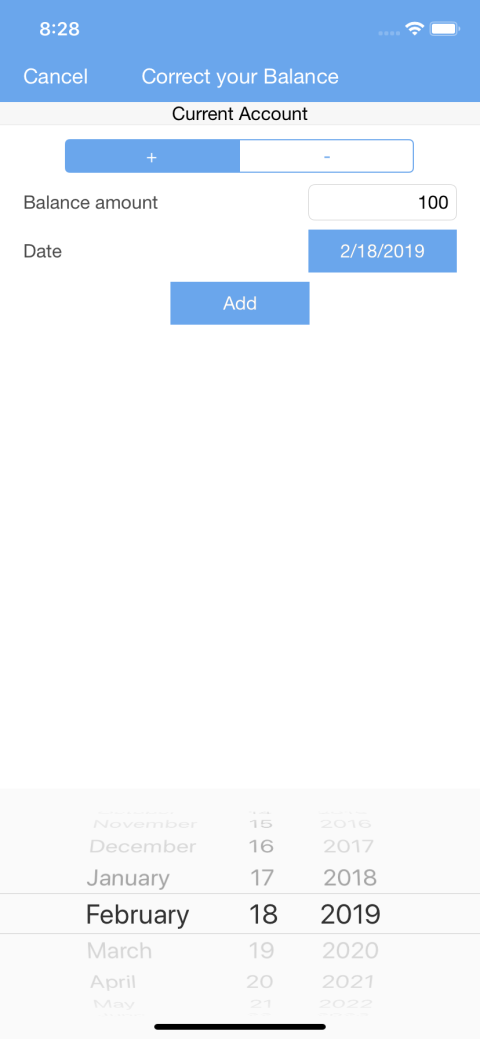 8:28
Cancel Correct your Balance
Current Account
+ -
Balance amount 100
Date 2/18/2019
Add
November 15 2016
December 16 2017
January 17 2018
February 18 2019
March 19 2020
April 20 2021
May 21 2022